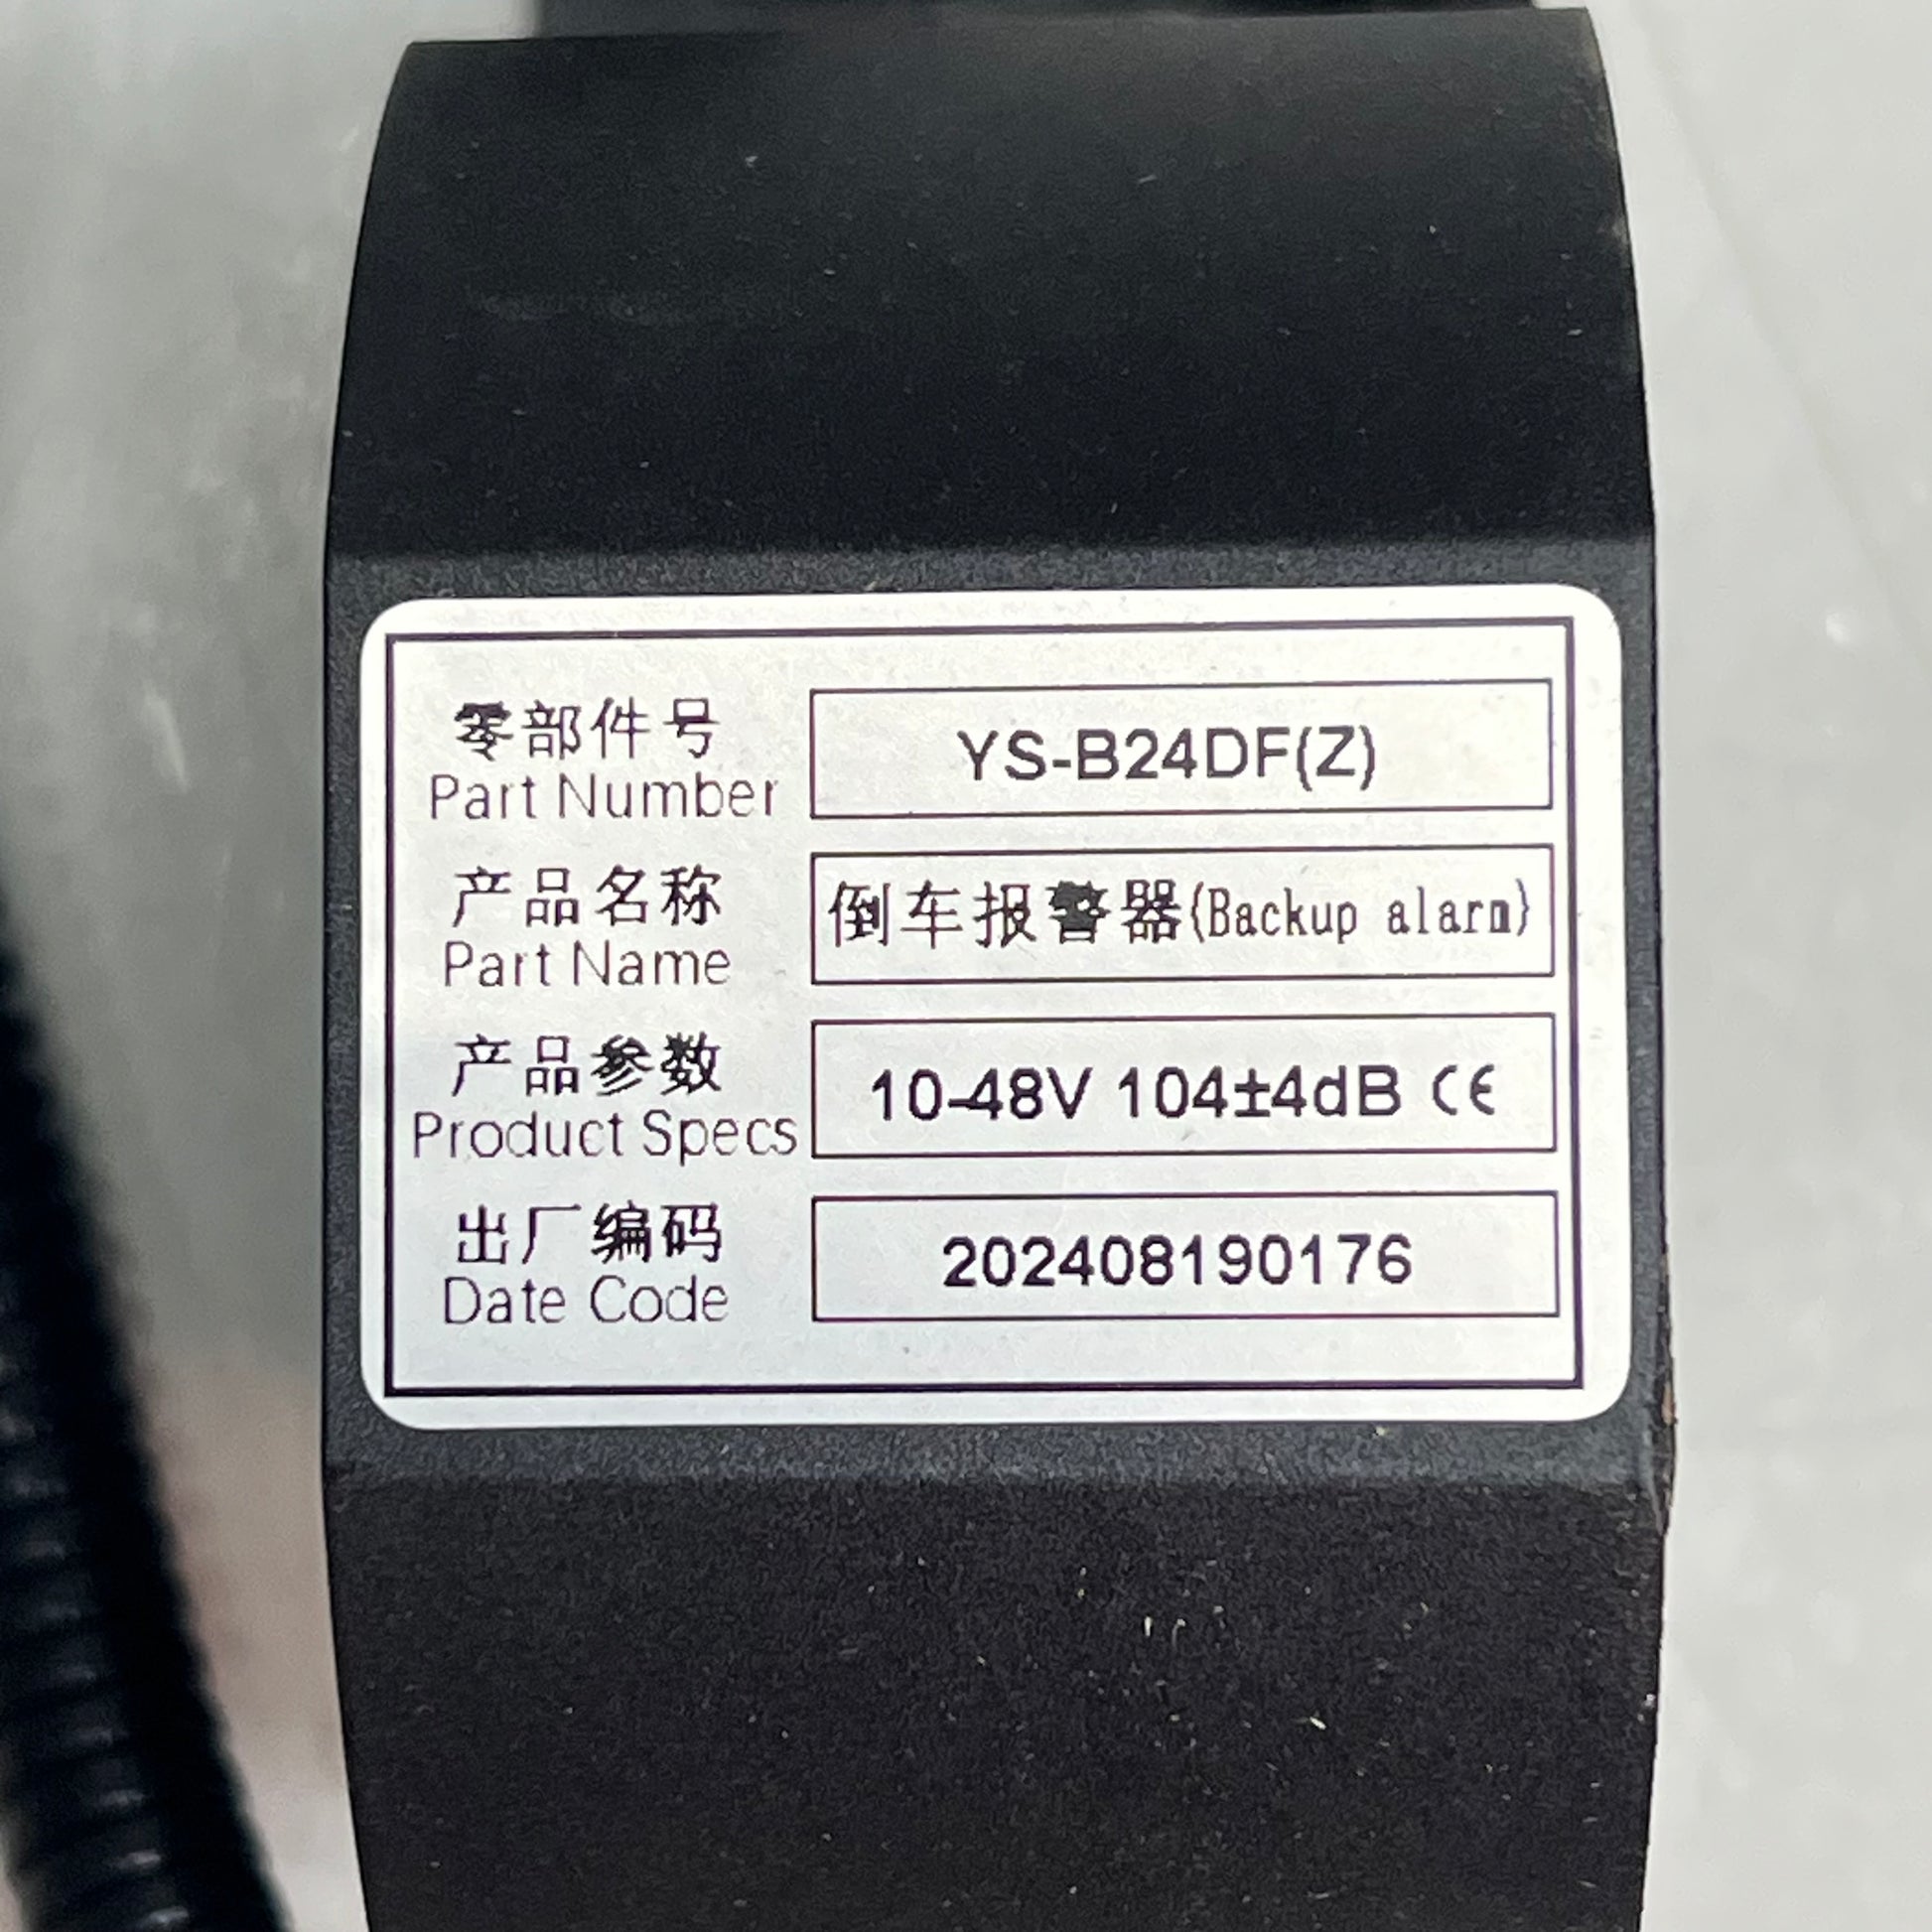 零部件号
Part Number
YS-B24DF(Z)
产品名称
Part Name
倒车报警器(Backup alarm)
产品参数
Product Specs
10-48V 104±4dB CE
出厂编码
Date Code
202408190176